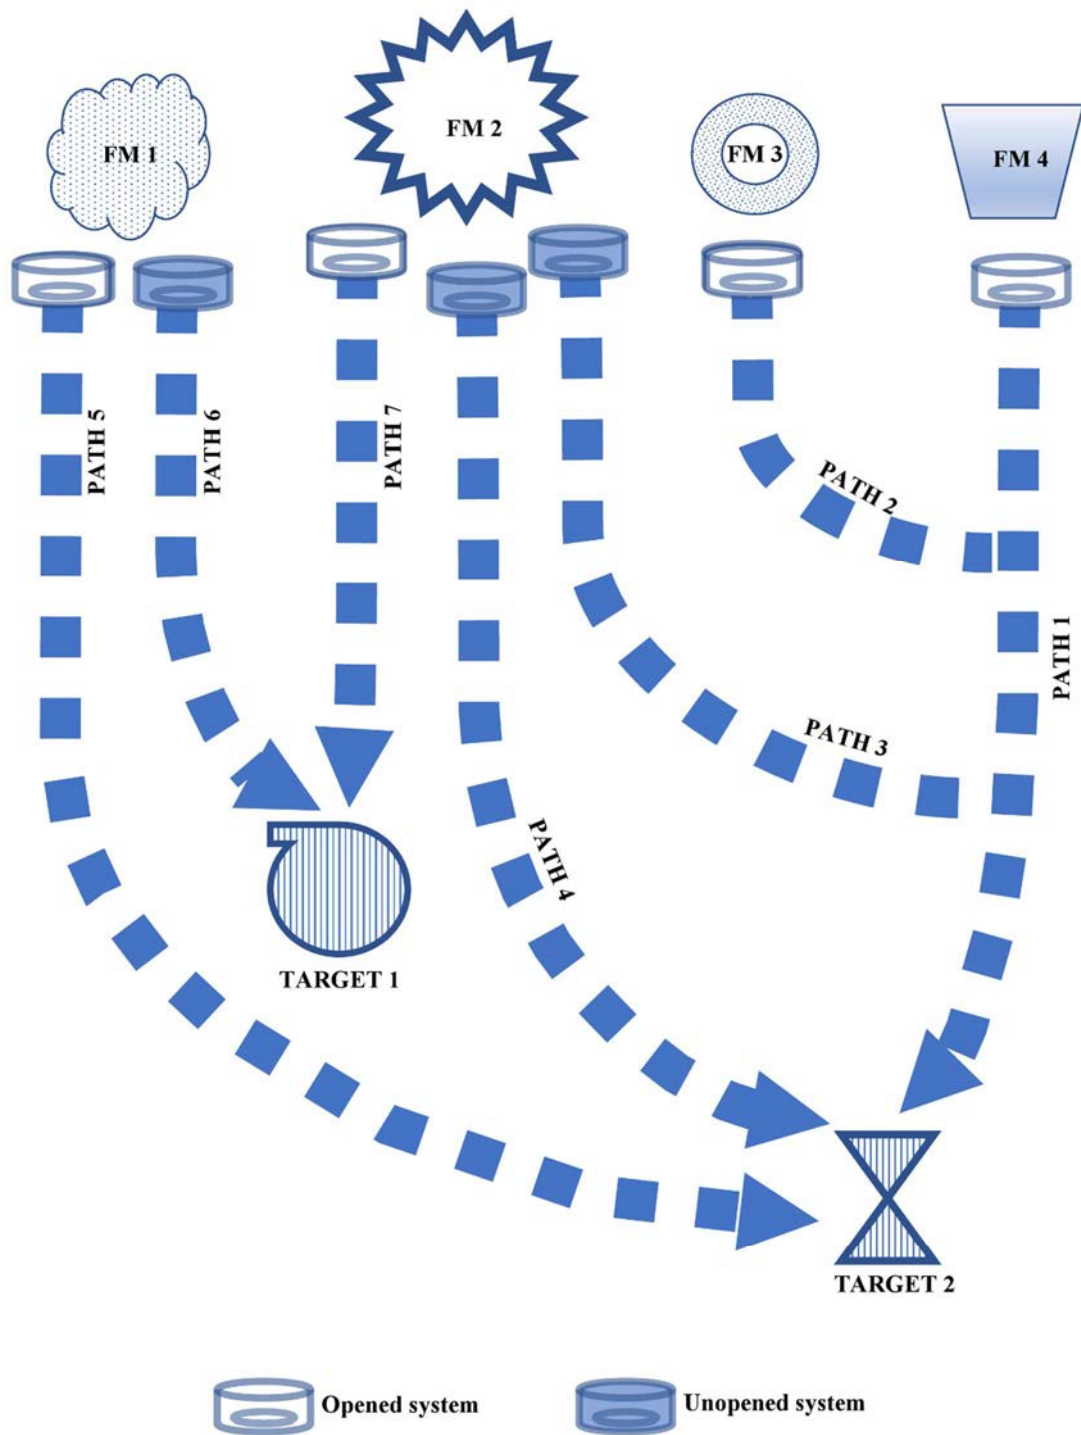 FM 1
FM 2
FM 3
FM 4
PATH 5
PATH 6
PATH 7
PATH 2
PATH 1
PATH 3
PATH 4
TARGET 1
TARGET 2
Opened system
Unopened system